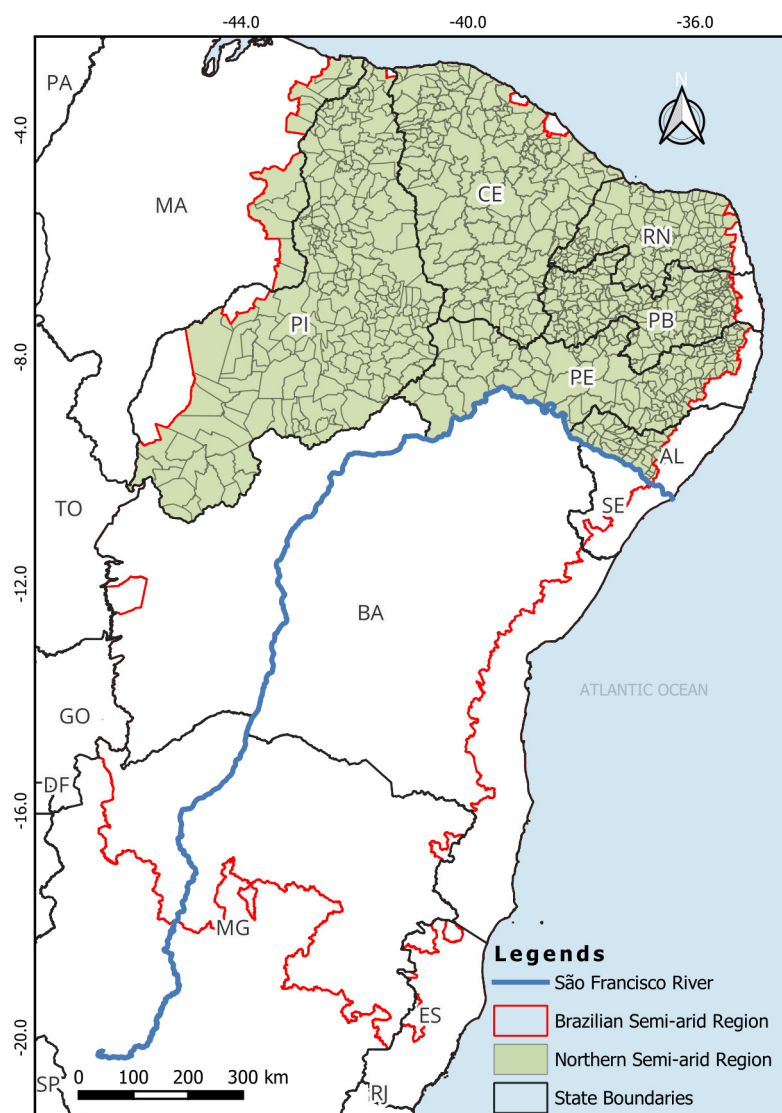 -44.0
-40.0
-36.0
PA
N
-4.0
MA
CE
RN
PI
PB
-8.0
PE
AL
TO
SE
-12.0
BA
ATLANTIC OCEAN
GO
DF
-16.0
MG
Legends
São Francisco River
ES
Brazilian Semi-arid Region
-20.0
Northern Semi-arid Region
SP
0 100 200 300 km
RJ
State Boundaries